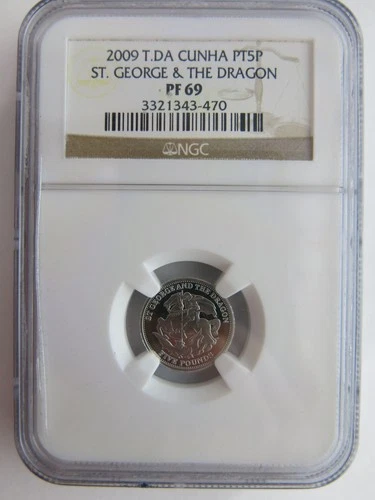 2009 T.DA CUNHA PT5P
ST. GEORGE & THE DRAGON
PF 69
3321343-470
NGC
ST GEORGE AND THE DRAGON
FIVE POUNDS